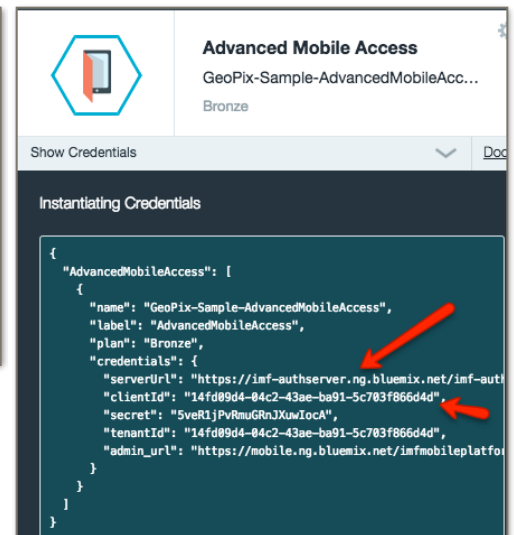 Advanced Mobile Access
GeoPix-Sample-AdvancedMobileAcc...
Bronze
Show Credentials
Doc
Instantiating Credentials
{
"AdvancedMobileAccess": [
{
"name": "GeoPix-Sample-AdvancedMobileAccess",
"label": "AdvancedMobileAccess",
"plan": "Bronze",
"credentials": {
"serverUrl": "https://imf-authserver.ng.bluemix.net/imf-auth
"clientId": "14fd09d4-04c2-43ae-ba91-5c703f866d4d",
"secret": "5veR1jPvRmuGRnJXuwIocA",
"tenantId": "14fd09d4-04c2-43ae-ba91-5c703f866d4d",
"admin_url": "https://mobile.ng.bluemix.net/imfmobileplatfor
}
}
]
}